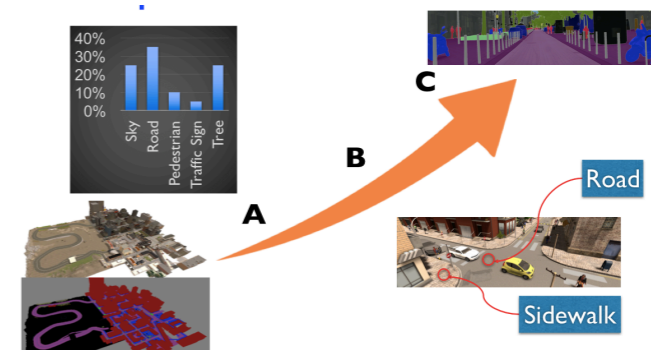 40%
30%
20%
10%
0%
Sky
Road
Pedestrian
Traffic Sign
Tree
A
B
C
Road
Sidewalk